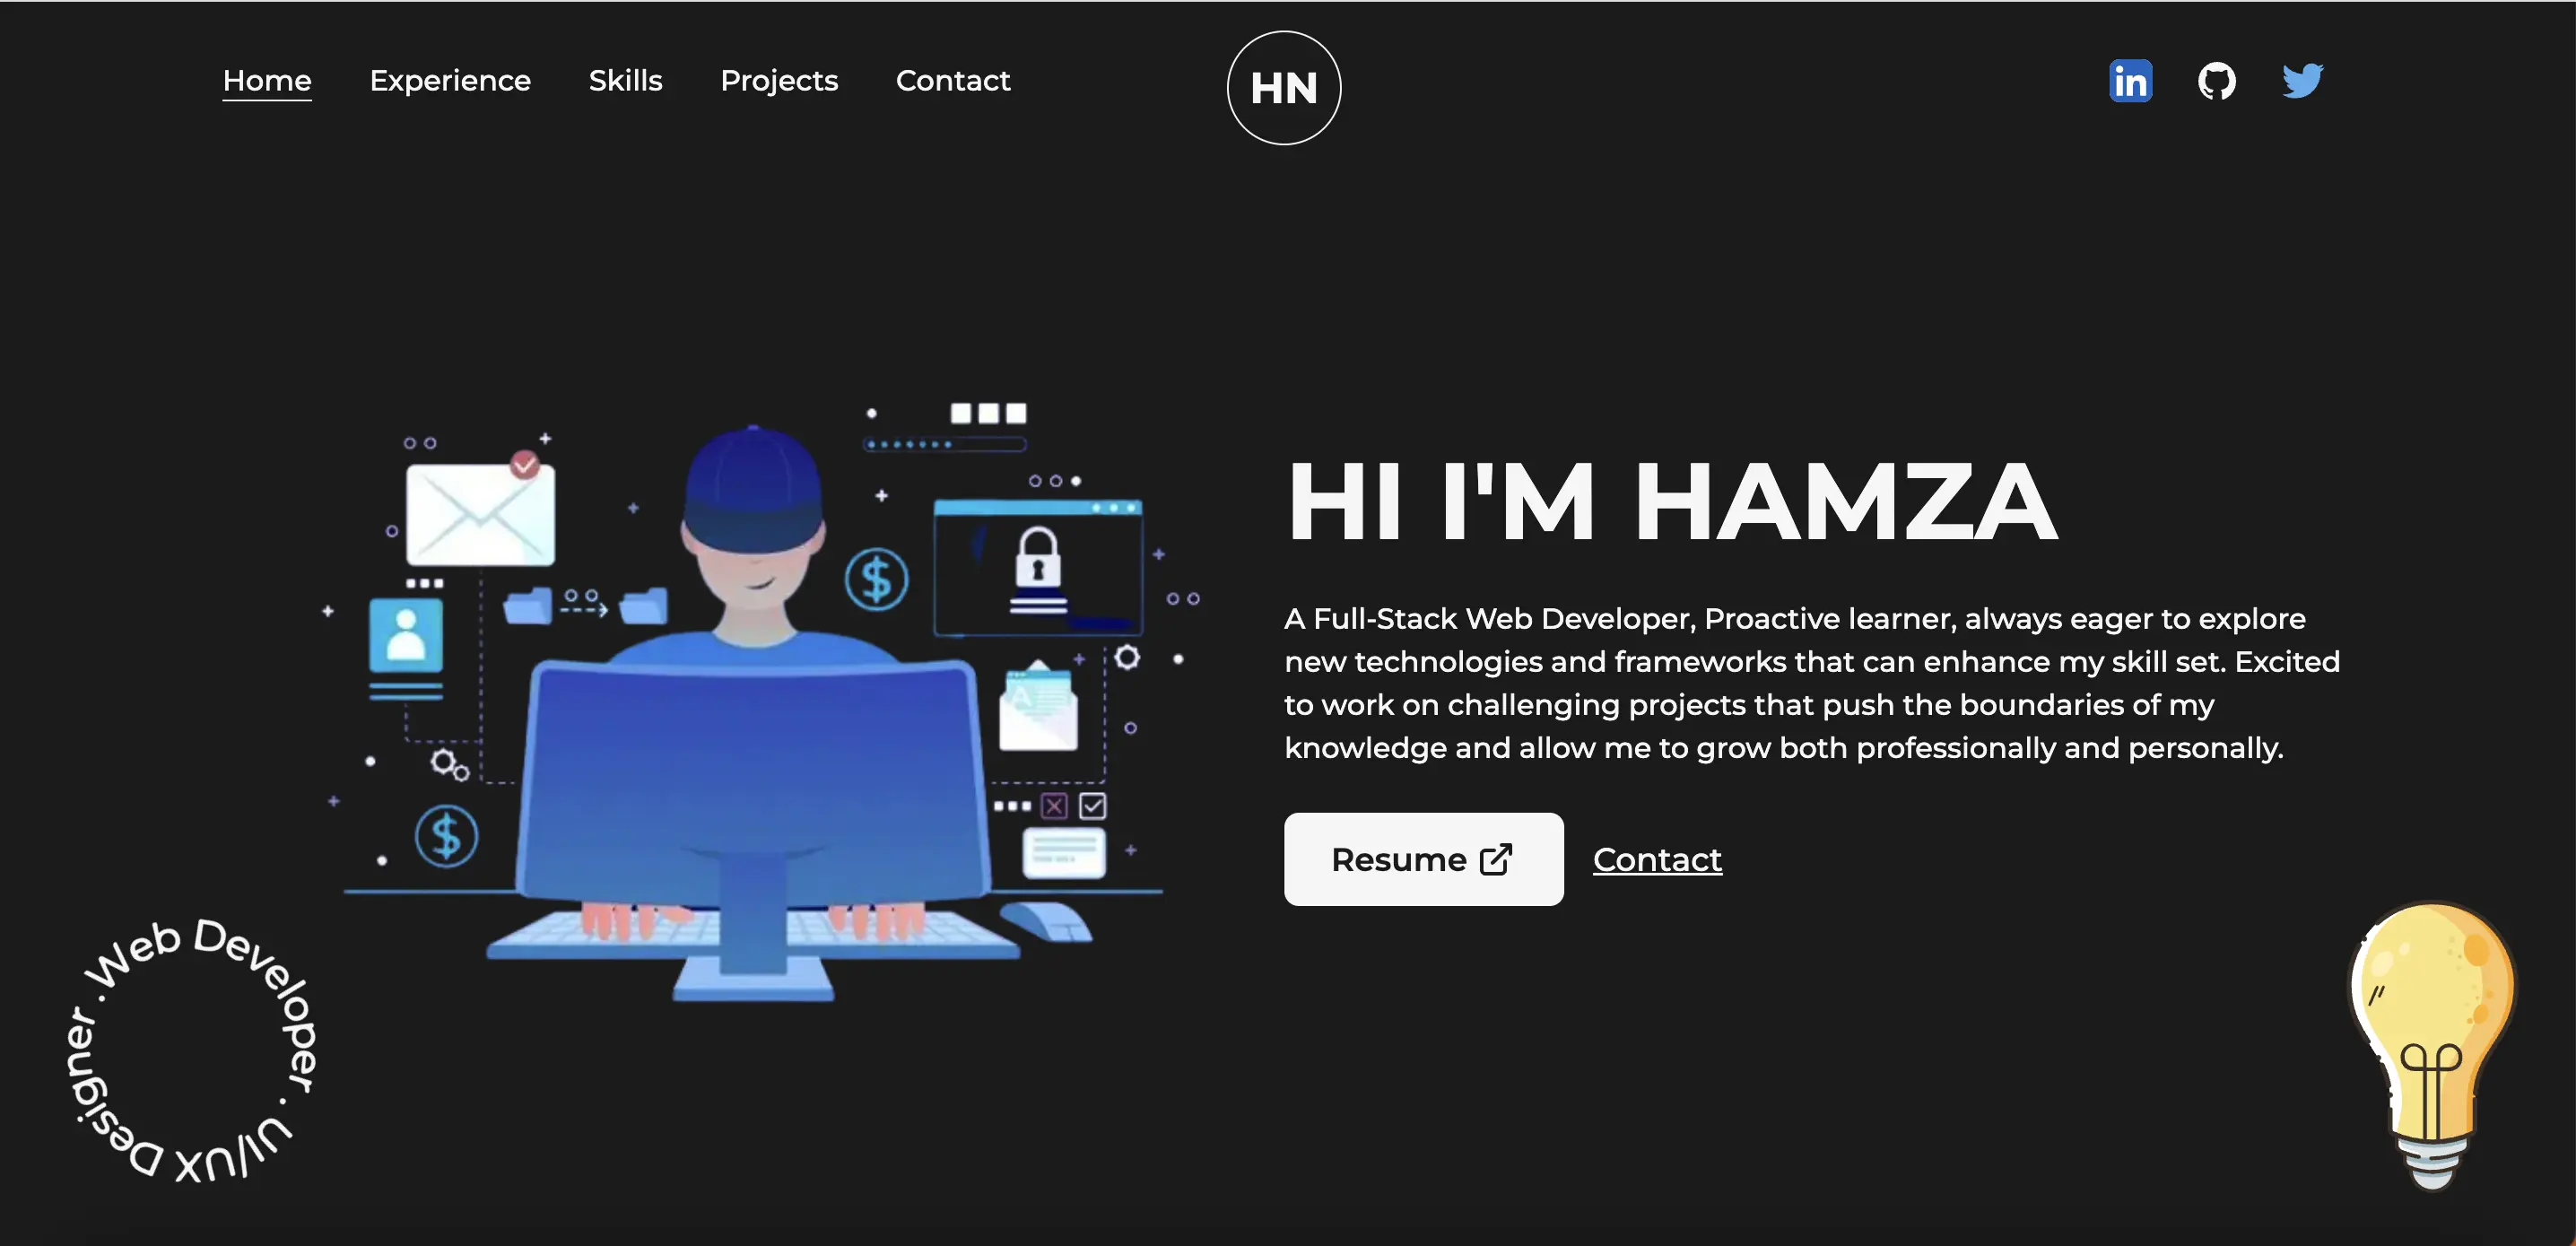 Home Experience Skills Projects Contact
HN
in
HI I'M HAMZA
A Full-Stack Web Developer, Proactive learner, always eager to explore
new technologies and frameworks that can enhance my skill set. Excited
to work on challenging projects that push the boundaries of my
knowledge and allow me to grow both professionally and personally.
Resume
Contact
$
$
A
Web Developer · UI/UX Designer ·